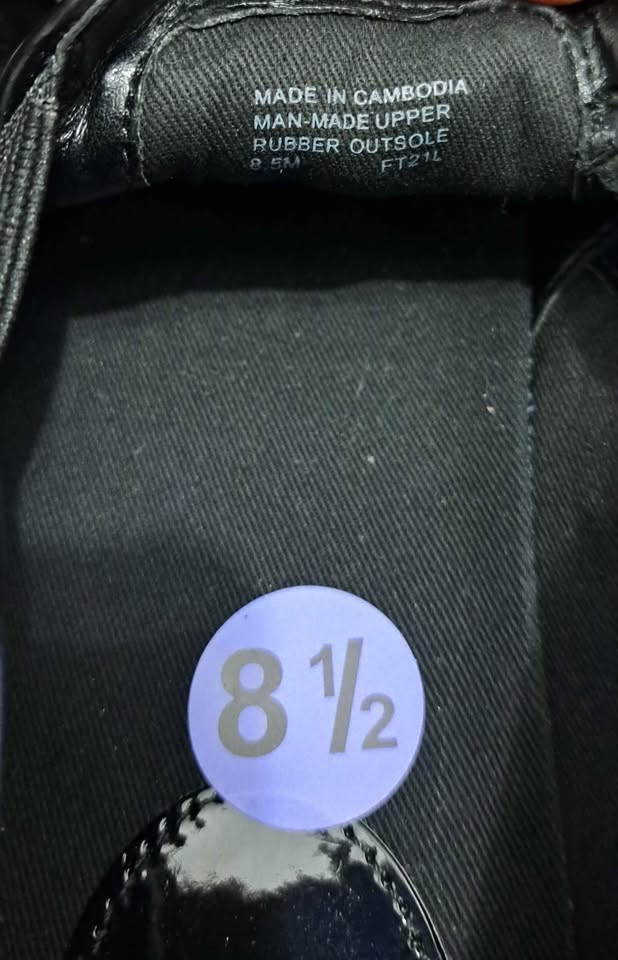 MADE IN CAMBODIA
MAN-MADE UPPER
RUBBER OUTSOLE
8.5M FT21L
8 1/2